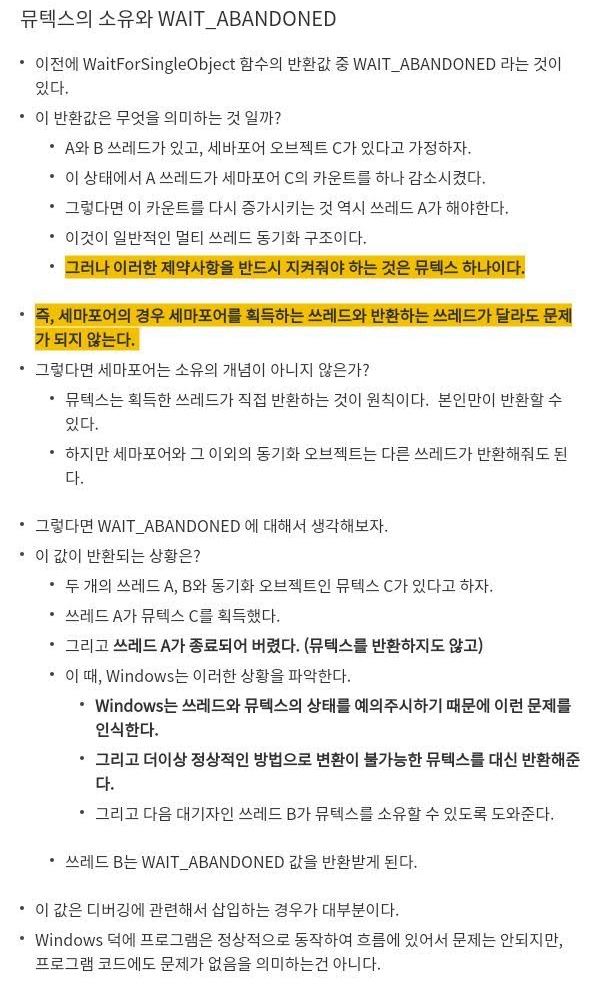 뮤텍스의 소유와 WAIT_ABANDONED
• 이전에 WaitForSingleObject 함수의 반환값 중 WAIT_ABANDONED 라는 것이
있다.
• 이 반환값은 무엇을 의미하는 것 일까?
• A와 B 쓰레드가 있고, 세바포어 오브젝트 C가 있다고 가정하자.
• 이 상태에서 A 쓰레드가 세마포어 C의 카운트를 하나 감소시켰다.
• 그렇다면 이 카운트를 다시 증가시키는 것 역시 쓰레드 A가 해야한다.
• 이것이 일반적인 멀티 쓰레드 동기화 구조이다.
• 그러나 이러한 제약사항을 반드시 지켜줘야 하는 것은 뮤텍스 하나이다.
• 즉, 세마포어의 경우 세마포어를 획득하는 쓰레드와 반환하는 쓰레드가 달라도 문제
가 되지 않는다.
• 그렇다면 세마포어는 소유의 개념이 아니지 않은가?
• 뮤텍스는 획득한 쓰레드가 직접 반환하는 것이 원칙이다. 본인만이 반환할 수
있다.
• 하지만 세마포어와 그 이외의 동기화 오브젝트는 다른 쓰레드가 반환해줘도 된
다.
• 그렇다면 WAIT_ABANDONED 에 대해서 생각해보자.
• 이 값이 반환되는 상황은?
• 두 개의 쓰레드 A, B와 동기화 오브젝트인 뮤텍스 C가 있다고 하자.
• 쓰레드 A가 뮤텍스 C를 획득했다.
• 그리고 쓰레드 A가 종료되어 버렸다. (뮤텍스를 반환하지도 않고)
• 이 때, Windows는 이러한 상황을 파악한다.
• Windows는 쓰레드와 뮤텍스의 상태를 예의주시하기 때문에 이런 문제를
인식한다.
• 그리고 더이상 정상적인 방법으로 변환이 불가능한 뮤텍스를 대신 반환해준
다.
• 그리고 다음 대기자인 쓰레드 B가 뮤텍스를 소유할 수 있도록 도와준다.
• 쓰레드 B는 WAIT_ABANDONED 값을 반환받게 된다.
• 이 값은 디버깅에 관련해서 삽입하는 경우가 대부분이다.
• Windows 덕에 프로그램은 정상적으로 동작하여 흐름에 있어서 문제는 안되지만,
프로그램 코드에도 문제가 없음을 의미하는건 아니다.